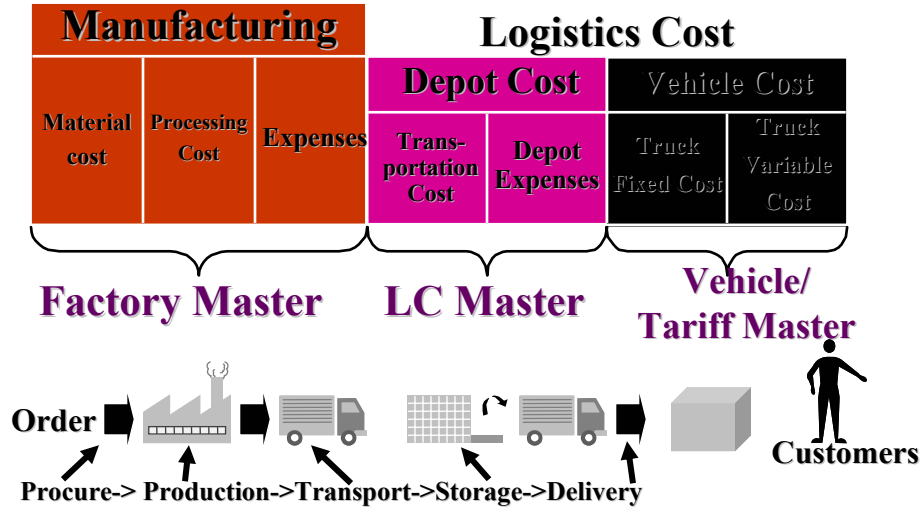 Manufacturing
Logistics Cost
Depot Cost
Vehicle Cost
Material
cost
Processing
Cost
Expenses
Trans-
portation
Cost
Depot
Expenses
Truck
Fixed Cost
Truck
Variable
Cost
Factory Master
LC Master
Vehicle/
Tariff Master
Order
Customers
Procure-> Production->Transport->Storage->Delivery